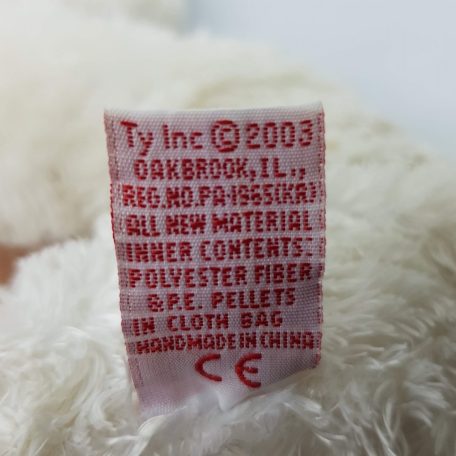 Ty Inc © 2003
OAKBROOK, IL.,
REG.NO.PA-1965(KR)
ALL NEW MATERIAL
INNER CONTENTS:
POLYESTER FIBER
& P.E. PELLETS
IN CLOTH BAG
HANDMADE IN CHINA
CE